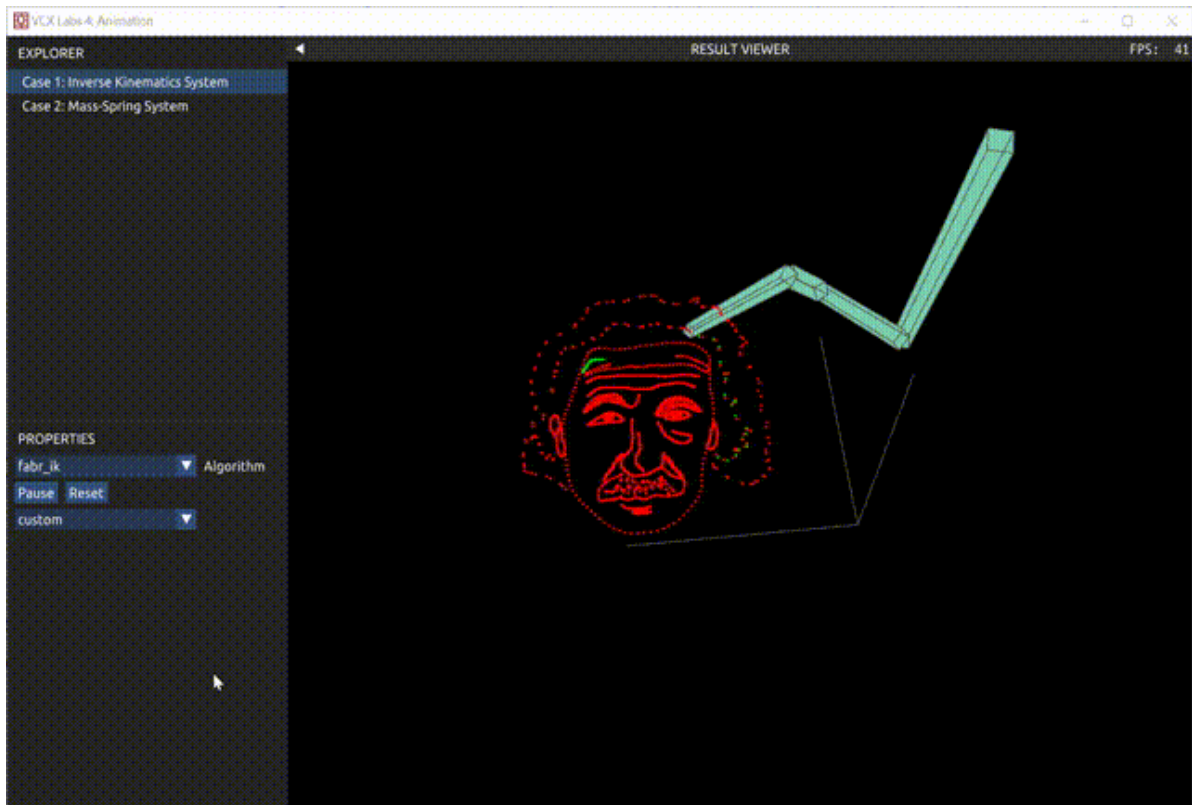 VCX Labs 4: Animation
EXPLORER
RESULT VIEWER
FPS: 41
Case 1: Inverse Kinematics System
Case 2: Mass-Spring System
PROPERTIES
fabr_ik
Algorithm
Pause
Reset
custom